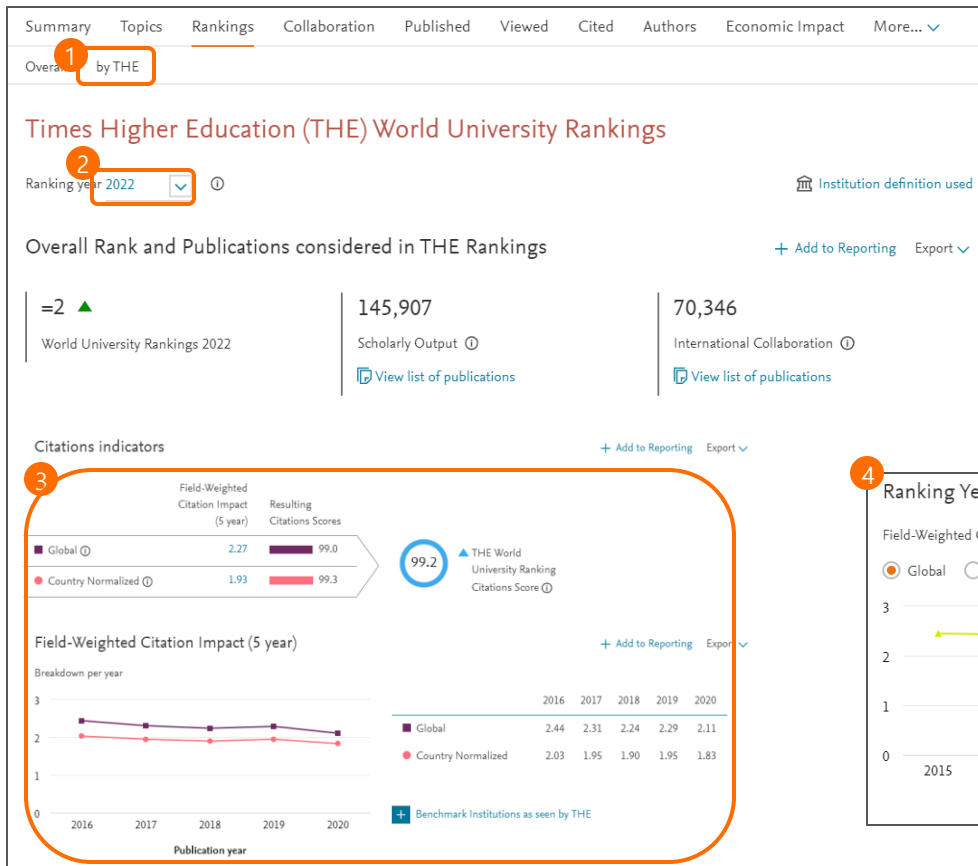 Summary Topics Rankings Collaboration Published Viewed Cited Authors Economic Impact More...
1
by THE
Times Higher Education (THE) World University Rankings
2
Ranking year 2022
Institution definition used
Overall Rank and Publications considered in THE Rankings
+ Add to Reporting Export
=2
World University Rankings 2022
145,907
Scholarly Output
View list of publications
70,346
International Collaboration
View list of publications
Citations indicators
+ Add to Reporting Export
3
Field-Weighted
Citation Impact
(5 year)
Resulting
Citations Scores
Global 2.27 99.0
Country Normalized 1.93 99.3
99.2
THE World
University Ranking
Citations Score
Field-Weighted Citation Impact (5 year)
+ Add to Reporting Export
Breakdown per year
3
2
1
0
2016 2017 2018 2019 2020
Publication year
2016 2017 2018 2019 2020
Global 2.44 2.31 2.24 2.29 2.11
Country Normalized 2.03 1.95 1.90 1.95 1.83
+ Benchmark Institutions as seen by THE
4
Ranking Ye
Field-Weighted
Global
3
2
1
0
2015